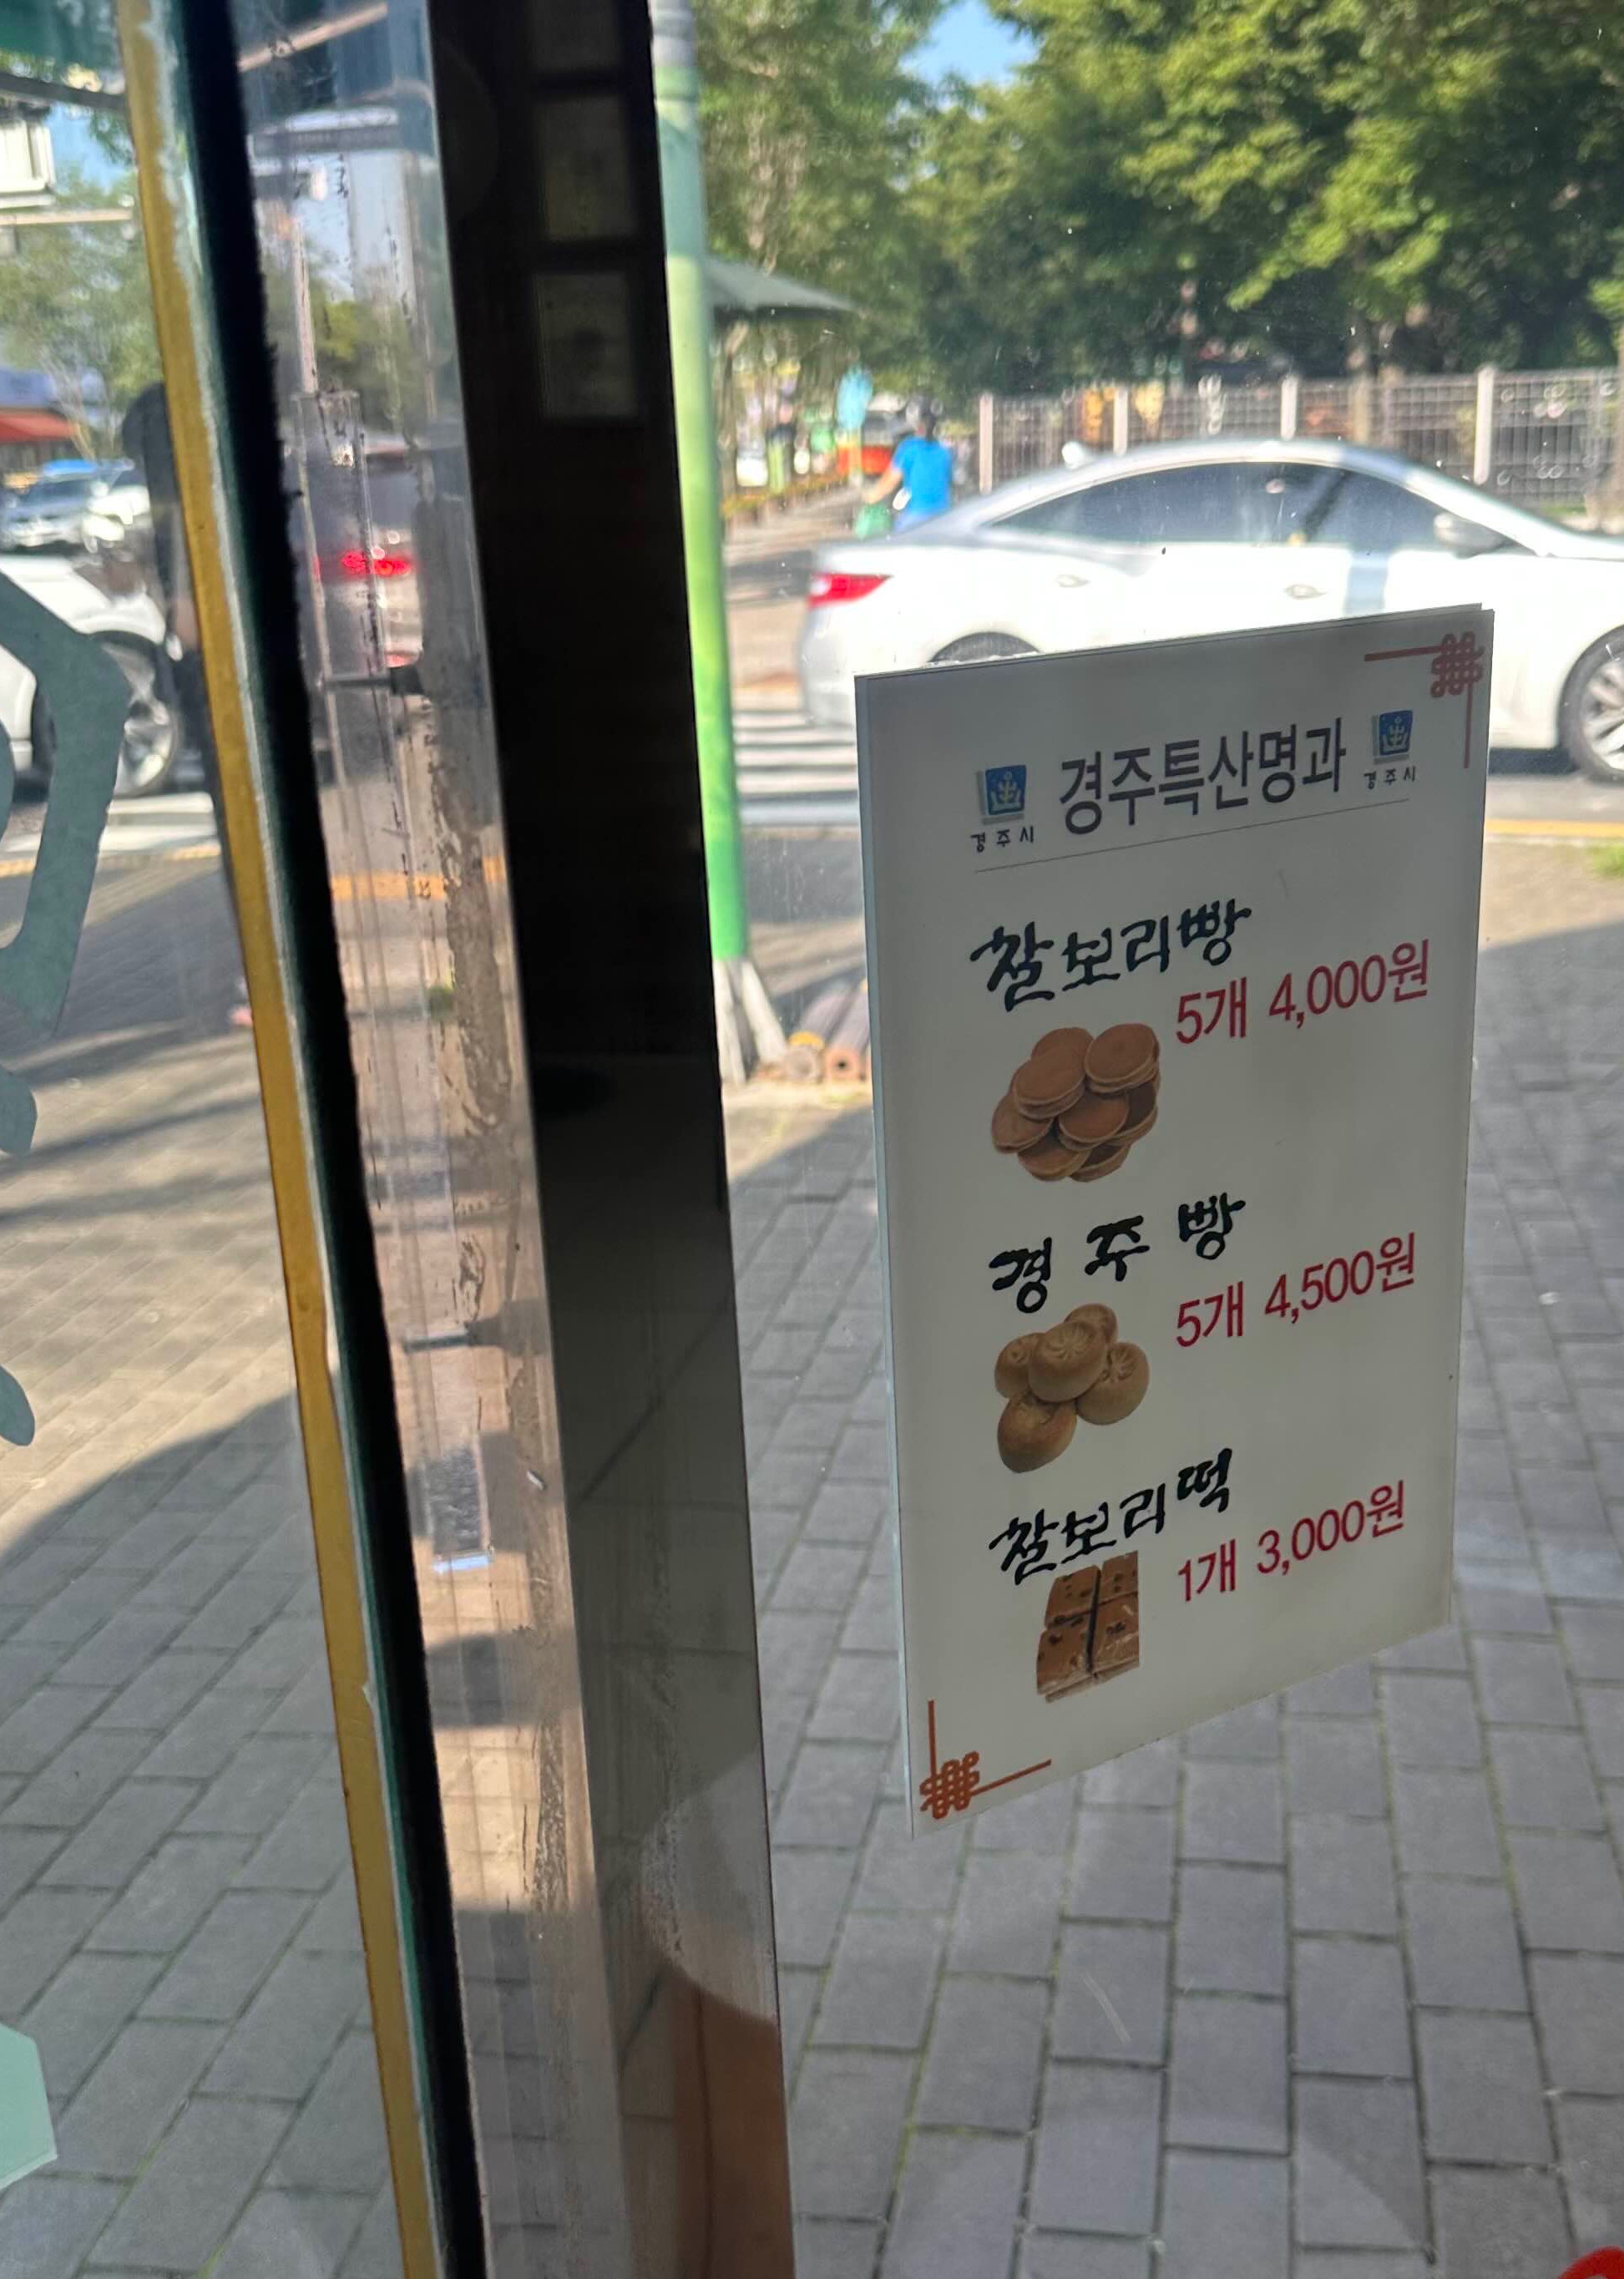 경주특산명과
경주시
경주시
찰보리빵
5개 4,000원
경주빵
5개 4,500원
찰보리떡
1개 3,000원